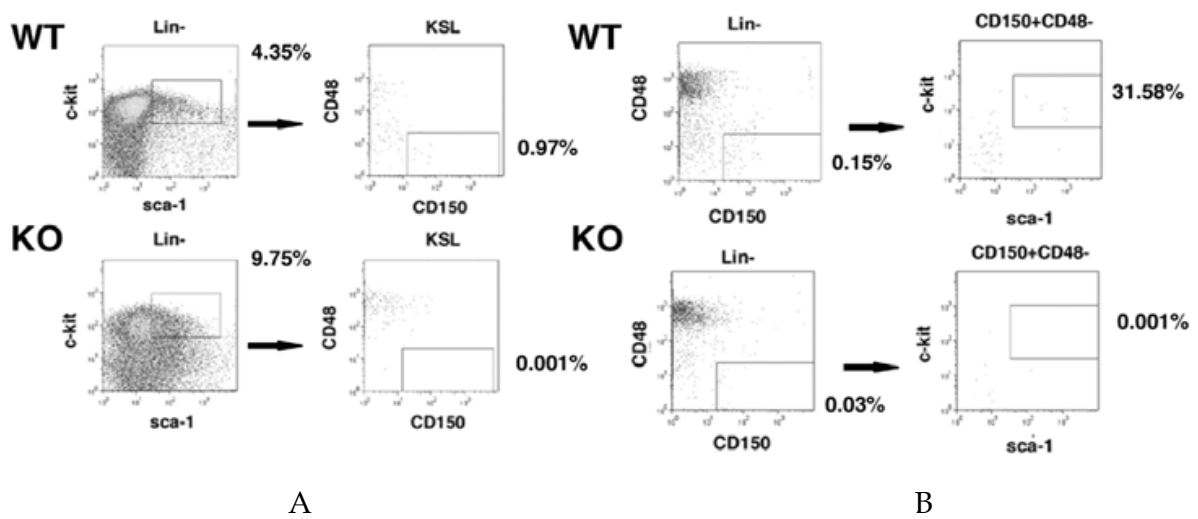 WT
Lin-
4.35%
c-kit
sca-1
KSL
CD48
0.97%
CD150
KO
Lin-
9.75%
c-kit
sca-1
KSL
CD48
0.001%
CD150
A
WT
Lin-
CD48
0.15%
CD150
CD150+CD48-
31.58%
c-kit
sca-1
KO
Lin-
CD48
0.03%
CD150
CD150+CD48-
0.001%
c-kit
sca-1
B